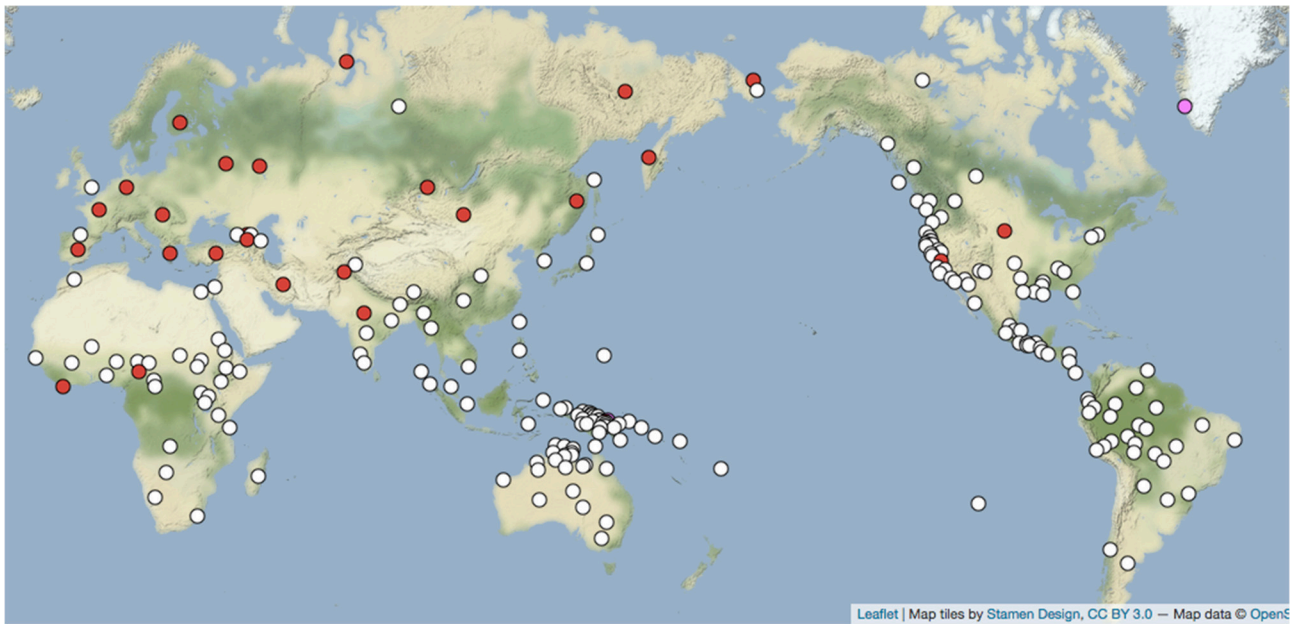 Leaflet | Map tiles by Stamen Design, CC BY 3.0 — Map data © OpenS